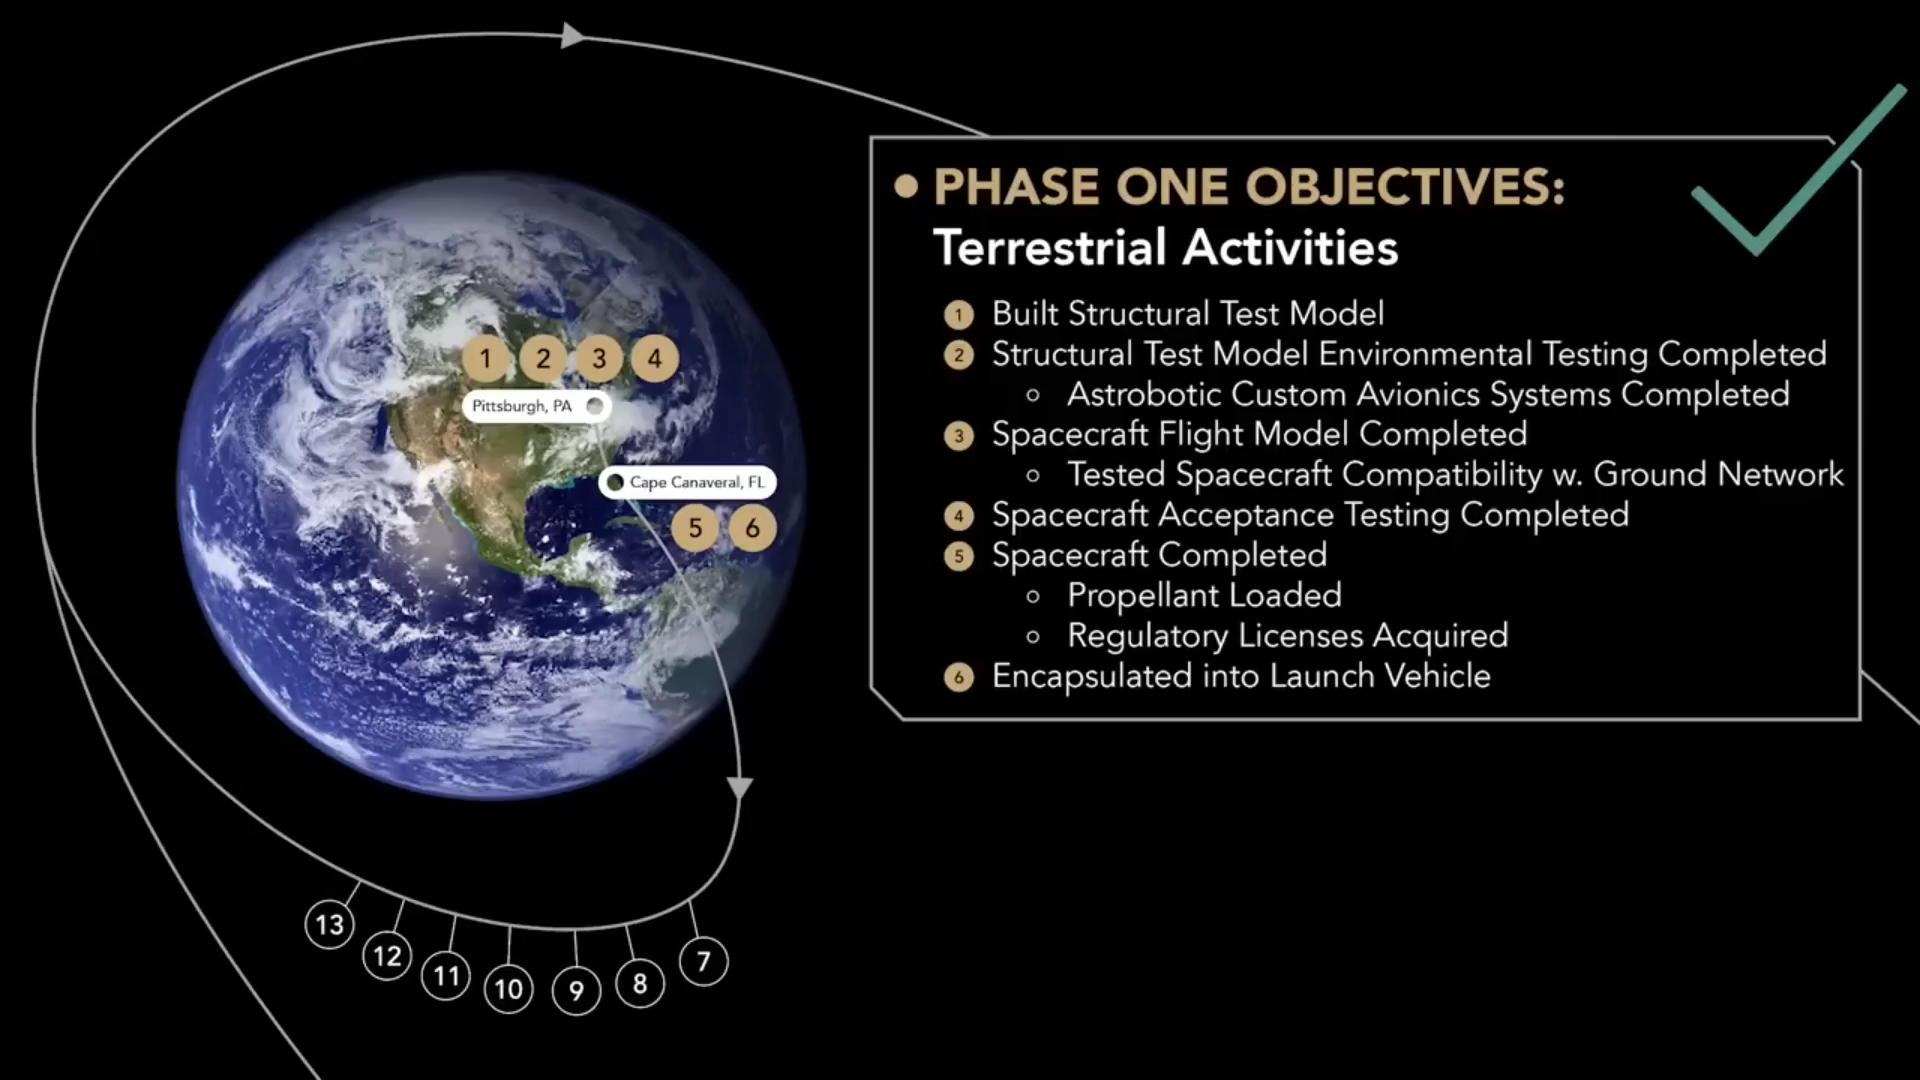 PHASE ONE OBJECTIVES:
Terrestrial Activities
1 Built Structural Test Model
2 Structural Test Model Environmental Testing Completed
Astrobotic Custom Avionics Systems Completed
3 Spacecraft Flight Model Completed
Tested Spacecraft Compatibility w. Ground Network
4 Spacecraft Acceptance Testing Completed
5 Spacecraft Completed
Propellant Loaded
Regulatory Licenses Acquired
6 Encapsulated into Launch Vehicle
1 2 3 4
Pittsburgh, PA
Cape Canaveral, FL
5 6
13 12 11 10 9 8 7